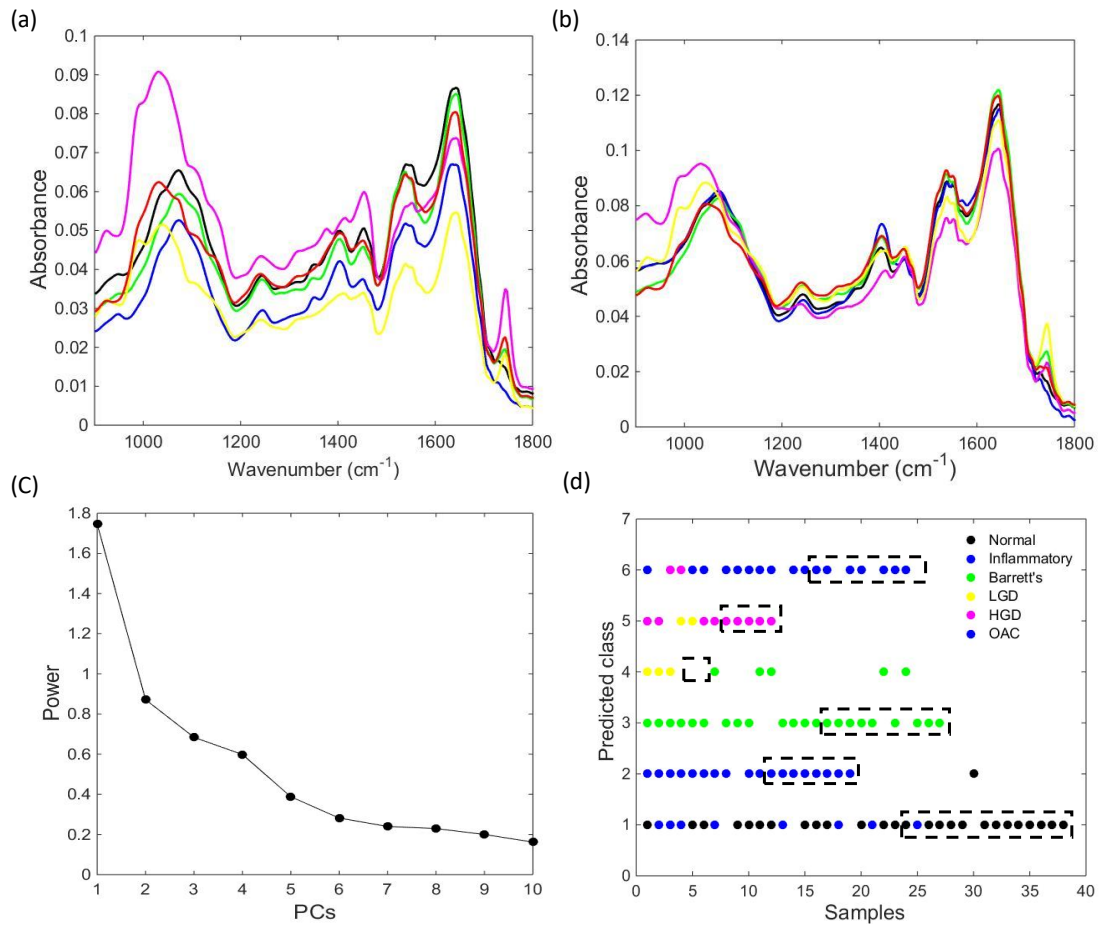 (a)
0.1
0.09
0.08
0.07
0.06
0.05
0.04
0.03
0.02
0.01
0
Absorbance
1000 1200 1400 1600 1800
Wavenumber (cm-1)
(b)
0.14
0.12
0.1
0.08
0.06
0.04
0.02
0
Absorbance
1000 1200 1400 1600 1800
Wavenumber (cm-1)
(C)
1.8
1.6
1.4
1.2
1
0.8
0.6
0.4
0.2
0
Power
1 2 3 4 5 6 7 8 9 10
PCs
(d)
7
6
5
4
3
2
1
0
Predicted class
Normal
Inflammatory
Barrett's
LGD
HGD
OAC
0 5 10 15 20 25 30 35 40
Samples